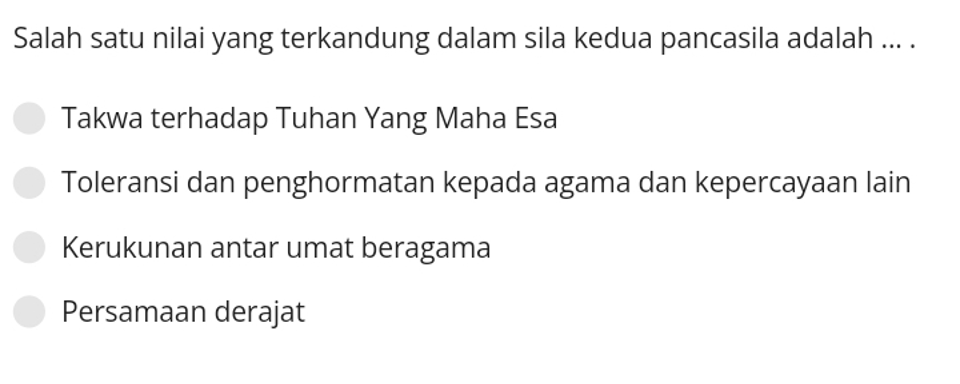 Salah satu nilai yang terkandung dalam sila kedua pancasila adalah ... .
Takwa terhadap Tuhan Yang Maha Esa
Toleransi dan penghormatan kepada agama dan kepercayaan lain
Kerukunan antar umat beragama
Persamaan derajat